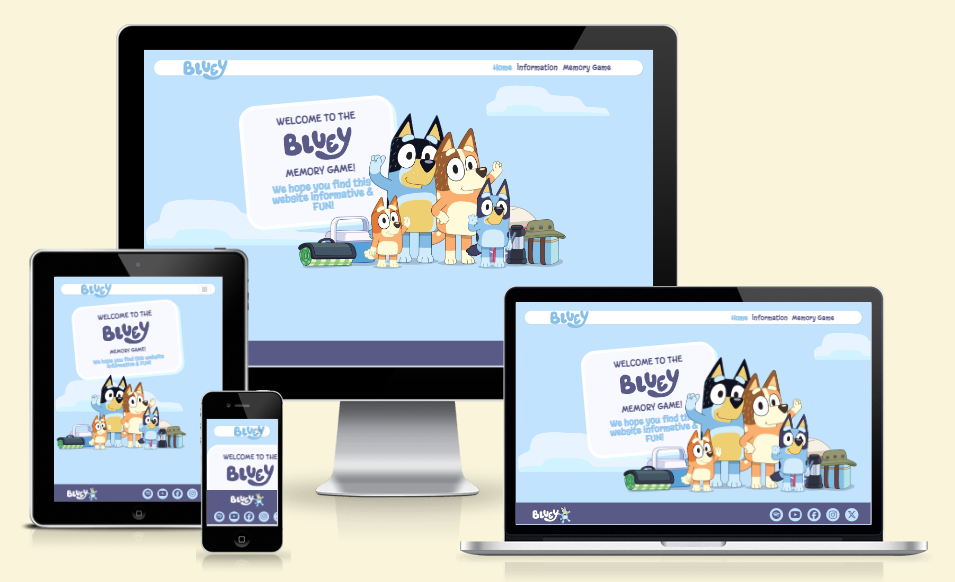 BLUEY
Home Information Memory Game
WELCOME TO THE
BLUEY
MEMORY GAME!
We hope you find this
website informative &
FUN!
BLUEY
WELCOME TO THE
BLUEY
MEMORY GAME!
We hope you find this website
informative & FUN!
BLUEY
BLUEY
WELCOME TO THE
BLUEY
BLUEY
BLUEY
Home Information Memory Game
WELCOME TO THE
BLUEY
MEMORY GAME!
We hope you find th
website informative &
FUN!
BLUEY